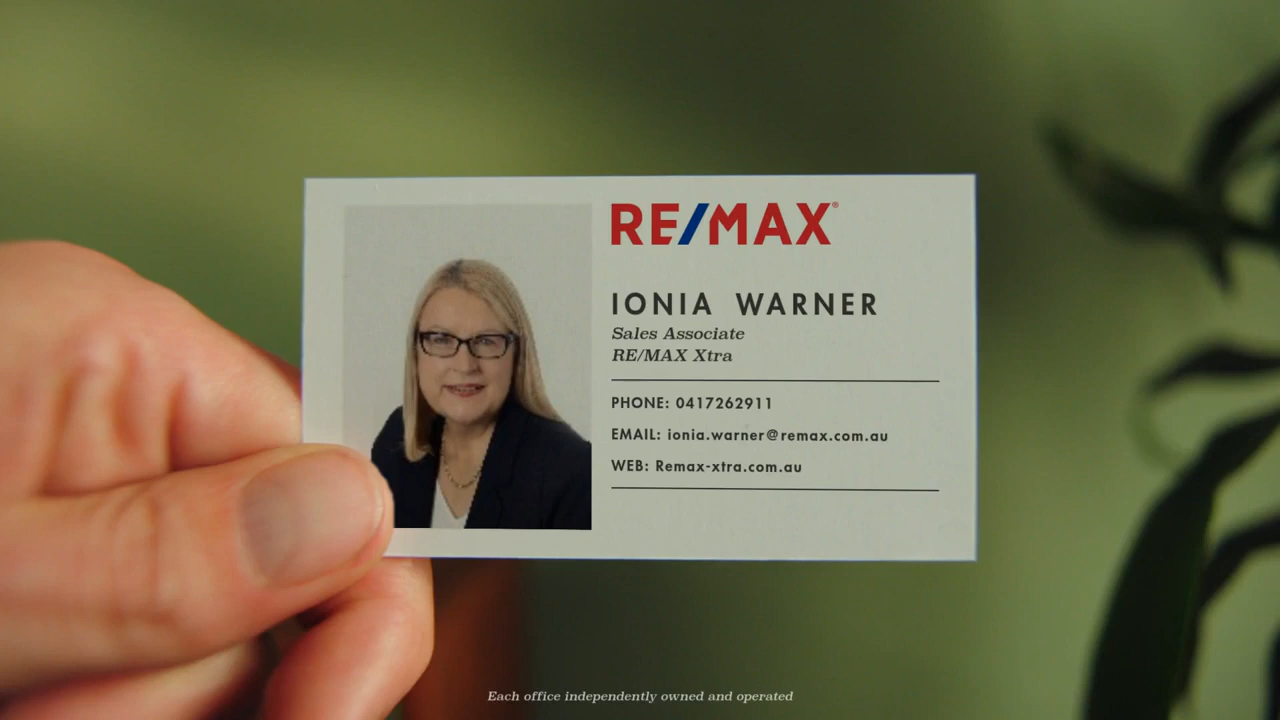 RE/MAX®
IONIA WARNER
Sales Associate
RE/MAX Xtra
PHONE: 0417262911
EMAIL: ionia.warner@remax.com.au
WEB: Remax-xtra.com.au
Each office independently owned and operated